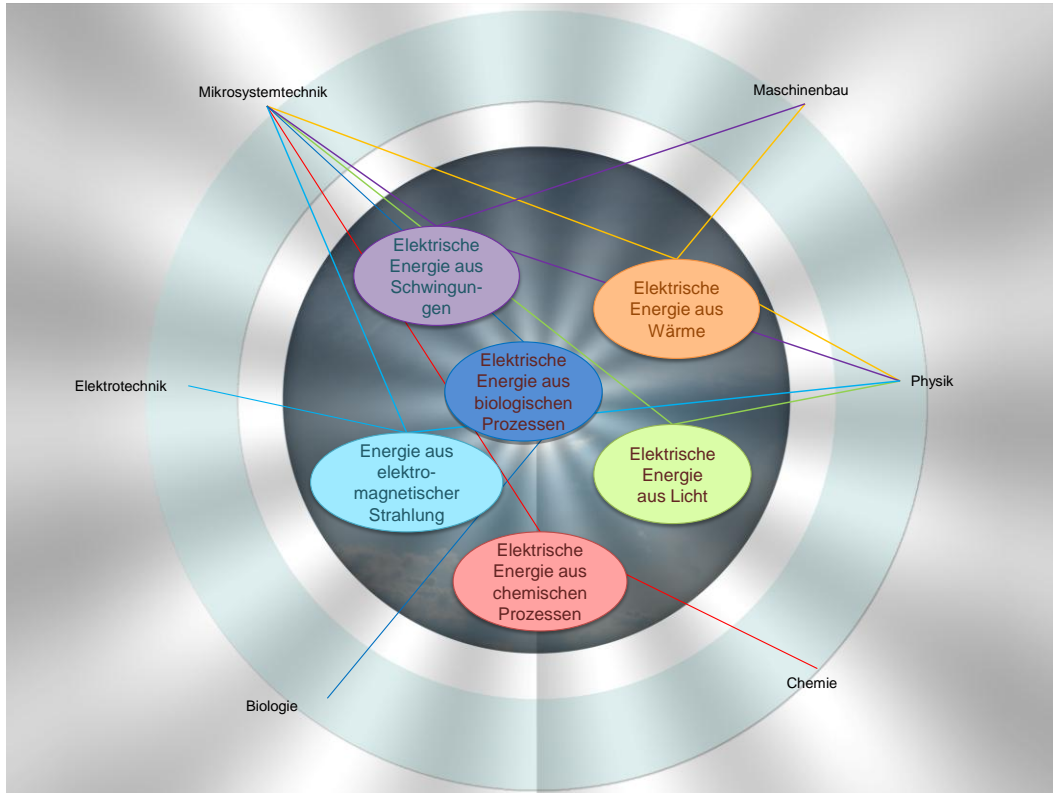 Mikrosystemtechnik
Maschinenbau
Elektrische
Energie aus
Schwingun-
gen
Elektrische
Energie aus
Wärme
Elektrische
Energie aus
biologischen
Prozessen
Elektrotechnik
Physik
Energie aus
elektro-
magnetischer
Strahlung
Elektrische
Energie
aus Licht
Elektrische
Energie aus
chemischen
Prozessen
Biologie
Chemie